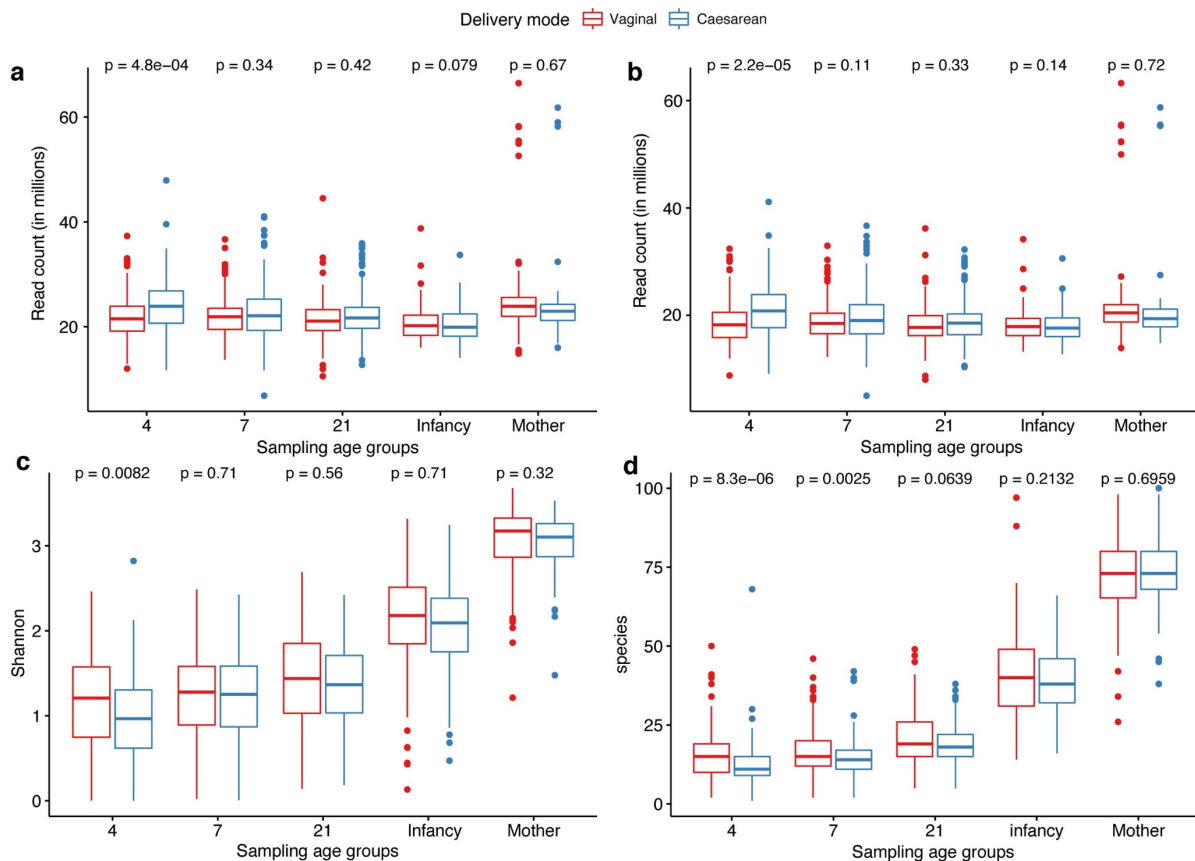 Delivery mode Vaginal Caesarean
a
p = 4.8e−04 p = 0.34 p = 0.42 p = 0.079 p = 0.67
Read count (in millions)
60
40
20
4 7 21 Infancy Mother
Sampling age groups
b
p = 2.2e−05 p = 0.11 p = 0.33 p = 0.14 p = 0.72
Read count (in millions)
60
40
20
4 7 21 Infancy Mother
Sampling age groups
c
p = 0.0082 p = 0.71 p = 0.56 p = 0.71 p = 0.32
Shannon
3
2
1
0
4 7 21 Infancy Mother
Sampling age groups
d
p = 8.3e−06 p = 0.0025 p = 0.0639 p = 0.2132 p = 0.6959
species
100
75
50
25
0
4 7 21 infancy Mother
Sampling age groups